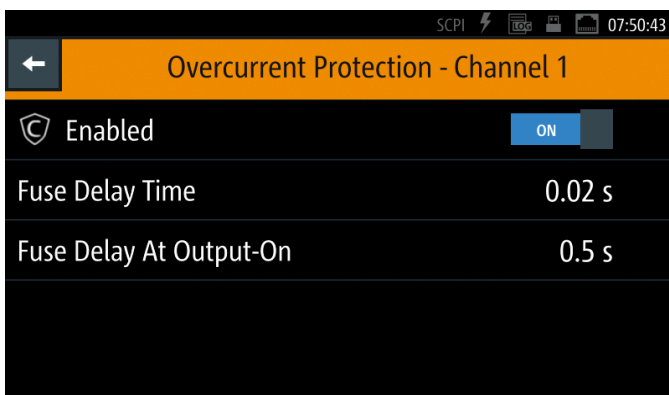 SCPI LOG 07:50:43
Overcurrent Protection - Channel 1
C Enabled ON
Fuse Delay Time 0.02 s
Fuse Delay At Output-On 0.5 s